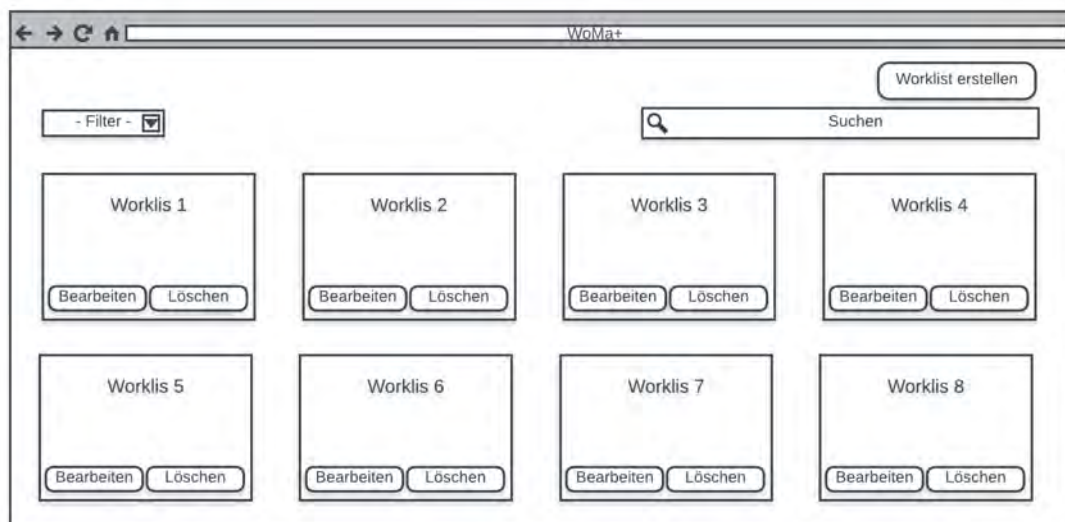 WoMa+
Worklist erstellen
- Filter -
Suchen
Worklis 1
Worklis 2
Worklis 3
Worklis 4
Bearbeiten Löschen
Bearbeiten Löschen
Bearbeiten Löschen
Bearbeiten Löschen
Worklis 5
Worklis 6
Worklis 7
Worklis 8
Bearbeiten Löschen
Bearbeiten Löschen
Bearbeiten Löschen
Bearbeiten Löschen